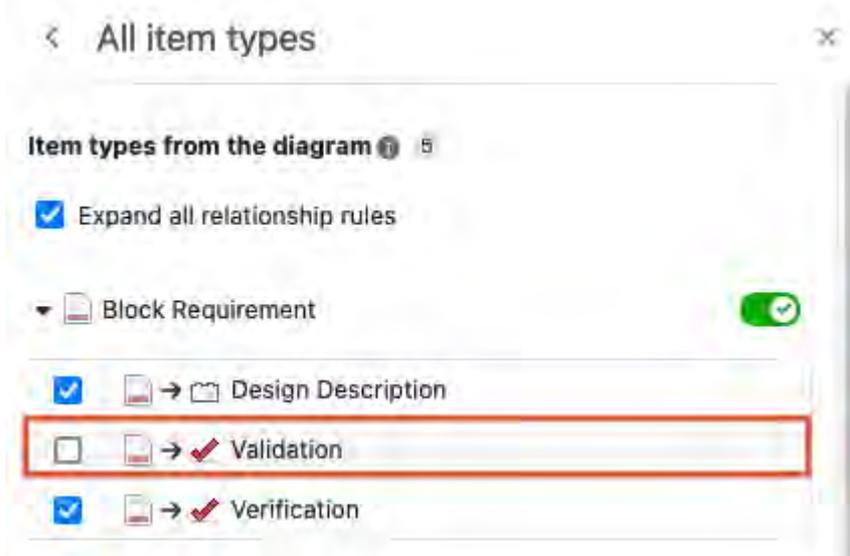 All item types
Item types from the diagram 5
Expand all relationship rules
Block Requirement
Design Description
Validation
Verification